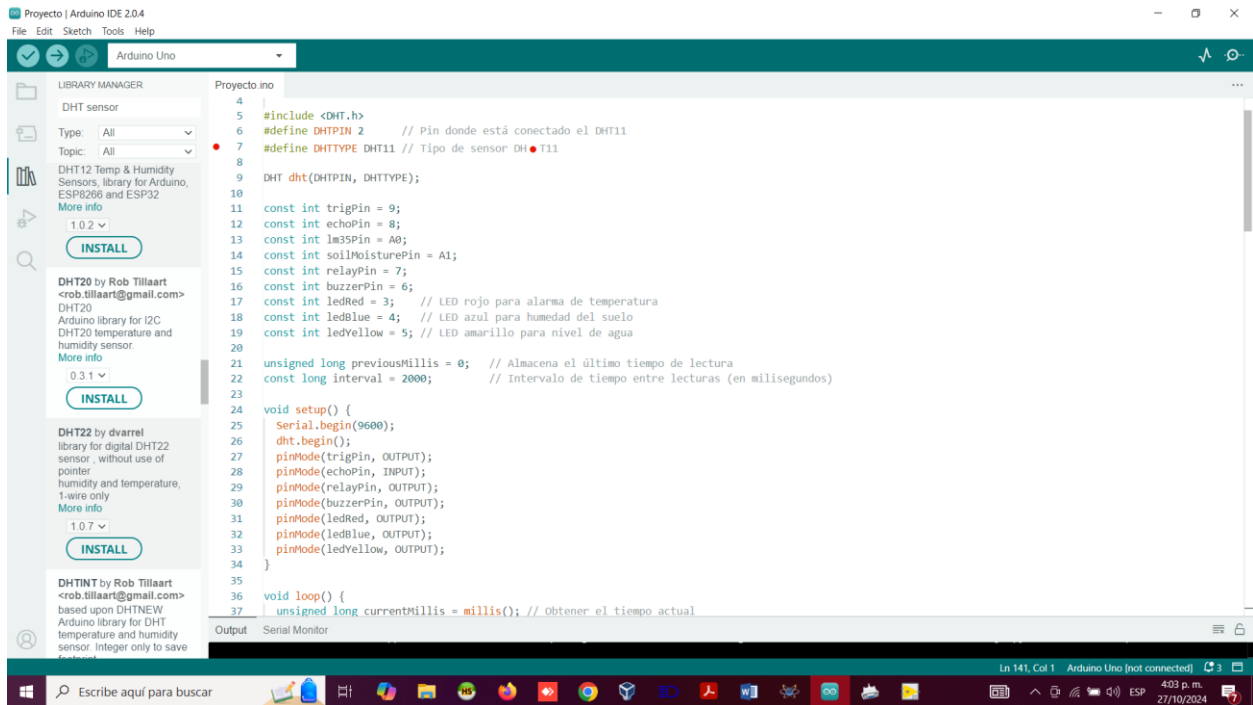 Proyecto | Arduino IDE 2.0.4
File Edit Sketch Tools Help
Arduino Uno
LIBRARY MANAGER
DHT sensor
Type: All
Topic: All
DHT12 Temp & Humidity
Sensors, library for Arduino,
ESP8266 and ESP32
More info
1.0.2
INSTALL
DHT20 by Rob Tillaart
<rob.tillaart@gmail.com>
DHT20
Arduino library for I2C
DHT20 temperature and
humidity sensor.
More info
0.3.1
INSTALL
DHT22 by dvarrel
library for digital DHT22
sensor , without use of
pointer
humidity and temperature,
1-wire only
More info
1.0.7
INSTALL
DHTINT by Rob Tillaart
<rob.tillaart@gmail.com>
based upon DHTNEW
Arduino library for DHT
temperature and humidity
sensor. Integer only to save
Proyecto.ino
4
5 #include <DHT.h>
6 #define DHTPIN 2 // Pin donde está conectado el DHT11
7 #define DHTTYPE DHT11 // Tipo de sensor DH T11
8
9 DHT dht(DHTPIN, DHTTYPE);
10
11 const int trigPin = 9;
12 const int echoPin = 8;
13 const int lm35Pin = A0;
14 const int soilMoisturePin = A1;
15 const int relayPin = 7;
16 const int buzzerPin = 6;
17 const int ledRed = 3; // LED rojo para alarma de temperatura
18 const int ledBlue = 4; // LED azul para humedad del suelo
19 const int ledYellow = 5; // LED amarillo para nivel de agua
20
21 unsigned long previousMillis = 0; // Almacena el último tiempo de lectura
22 const long interval = 2000; // Intervalo de tiempo entre lecturas (en milisegundos)
23
24 void setup() {
25 Serial.begin(9600);
26 dht.begin();
27 pinMode(trigPin, OUTPUT);
28 pinMode(echoPin, INPUT);
29 pinMode(relayPin, OUTPUT);
30 pinMode(buzzerPin, OUTPUT);
31 pinMode(ledRed, OUTPUT);
32 pinMode(ledBlue, OUTPUT);
33 pinMode(ledYellow, OUTPUT);
34 }
35
36 void loop() {
37 unsigned long currentMillis = millis(); // Obtener el tiempo actual
Output Serial Monitor
Ln 141, Col 1 Arduino Uno [not connected] 3
Escribe aquí para buscar
ESP
4:03 p. m.
27/10/2024
7